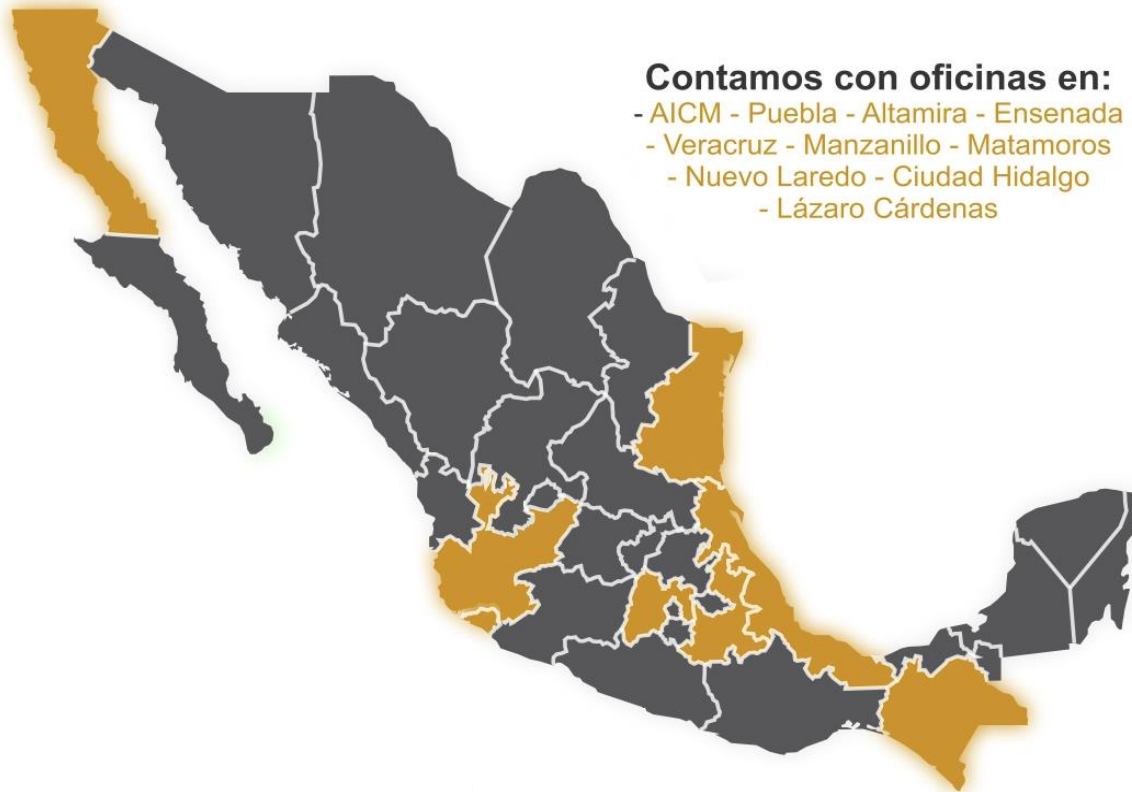 Contamos con oficinas en:
- AICM - Puebla - Altamira - Ensenada
- Veracruz - Manzanillo - Matamoros
- Nuevo Laredo - Ciudad Hidalgo
- Lázaro Cárdenas